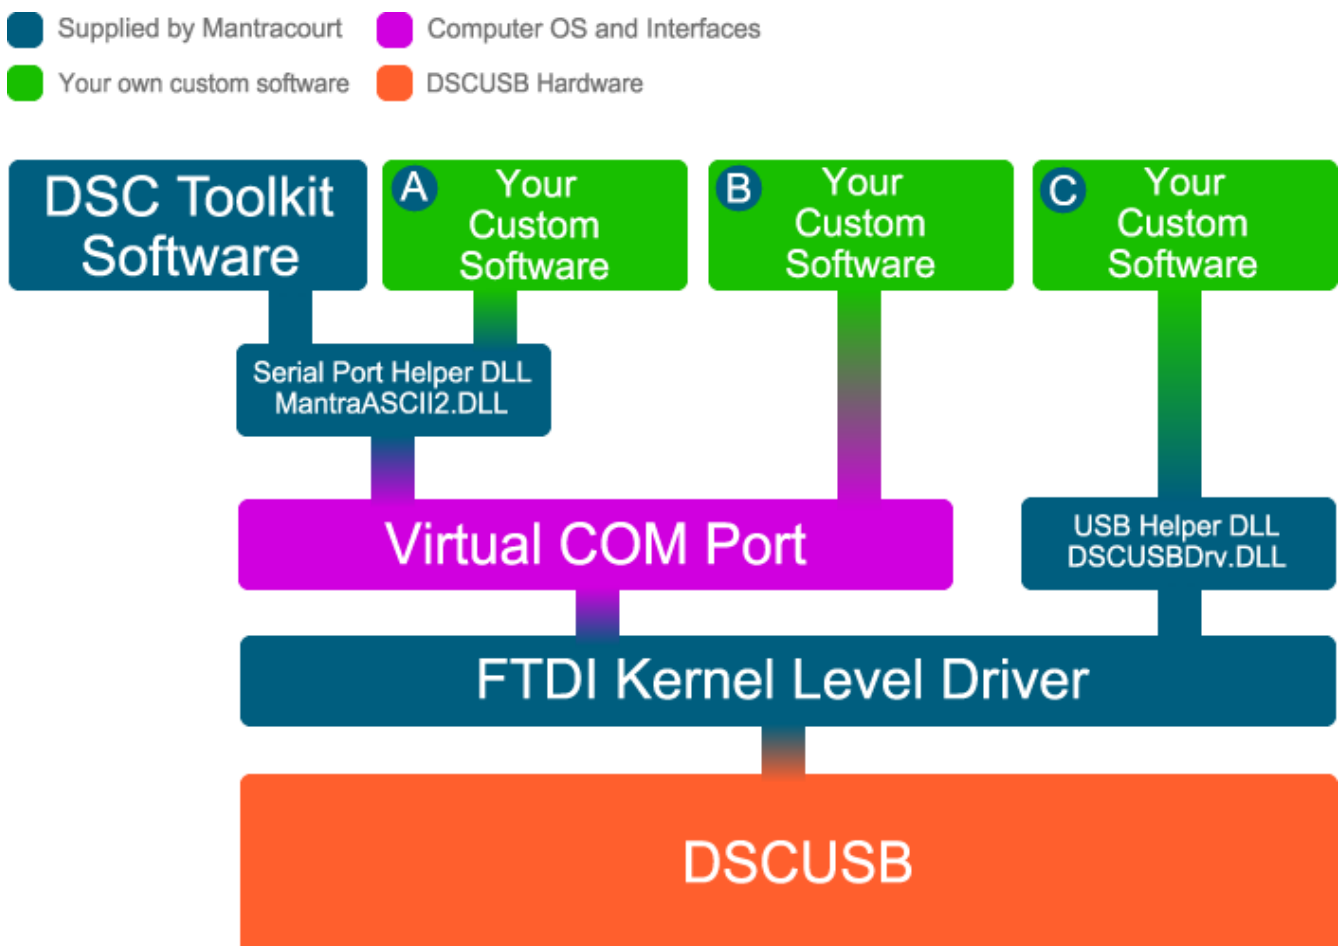 Supplied by Mantracourt
Computer OS and Interfaces
Your own custom software
DSCUSB Hardware
DSC Toolkit
Software
A
Your
Custom
Software
B
Your
Custom
Software
C
Your
Custom
Software
Serial Port Helper DLL
MantraASCII2.DLL
Virtual COM Port
USB Helper DLL
DSCUSBDrv.DLL
FTDI Kernel Level Driver
DSCUSB